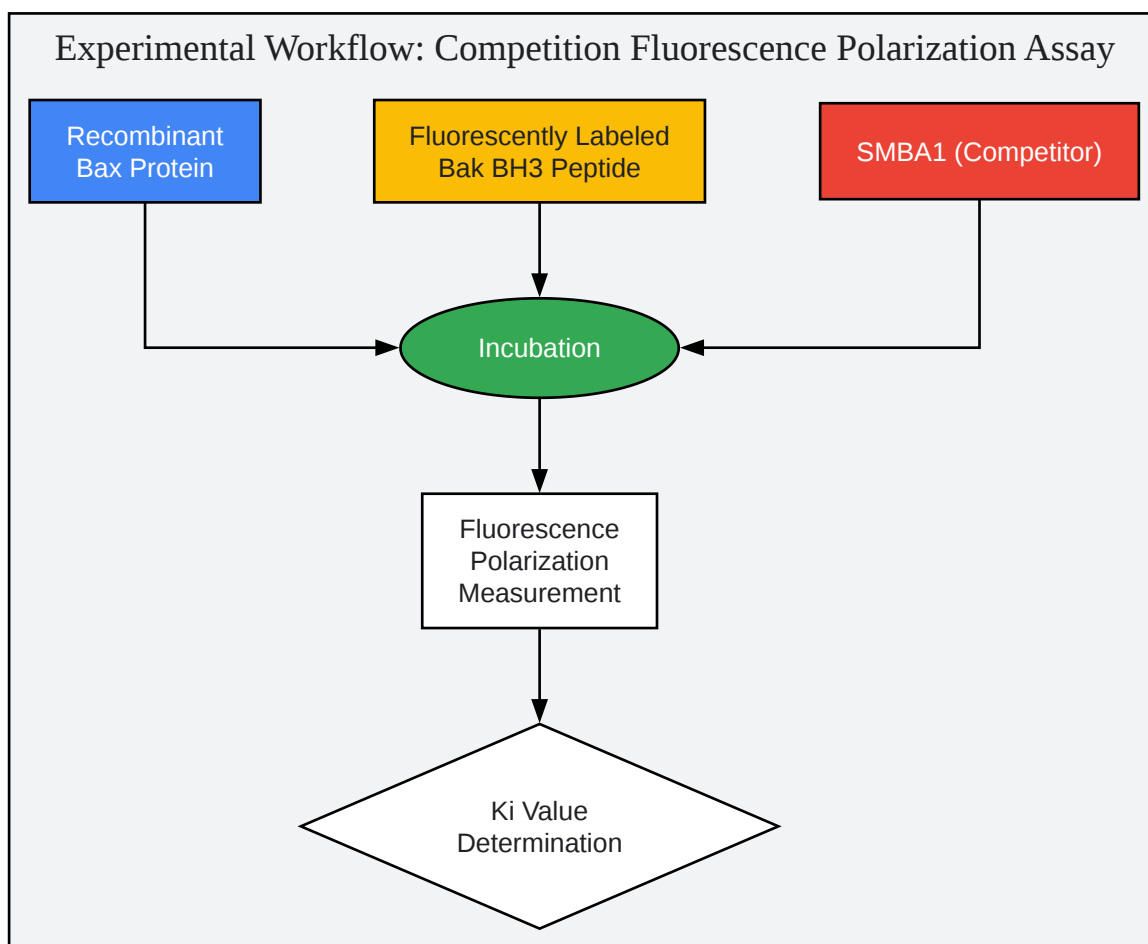 Experimental Workflow: Competition Fluorescence Polarization Assay
Recombinant
Bax Protein
Fluorescently Labeled
Bak BH3 Peptide
SMBA1 (Competitor)
Incubation
Fluorescence
Polarization
Measurement
Ki Value
Determination